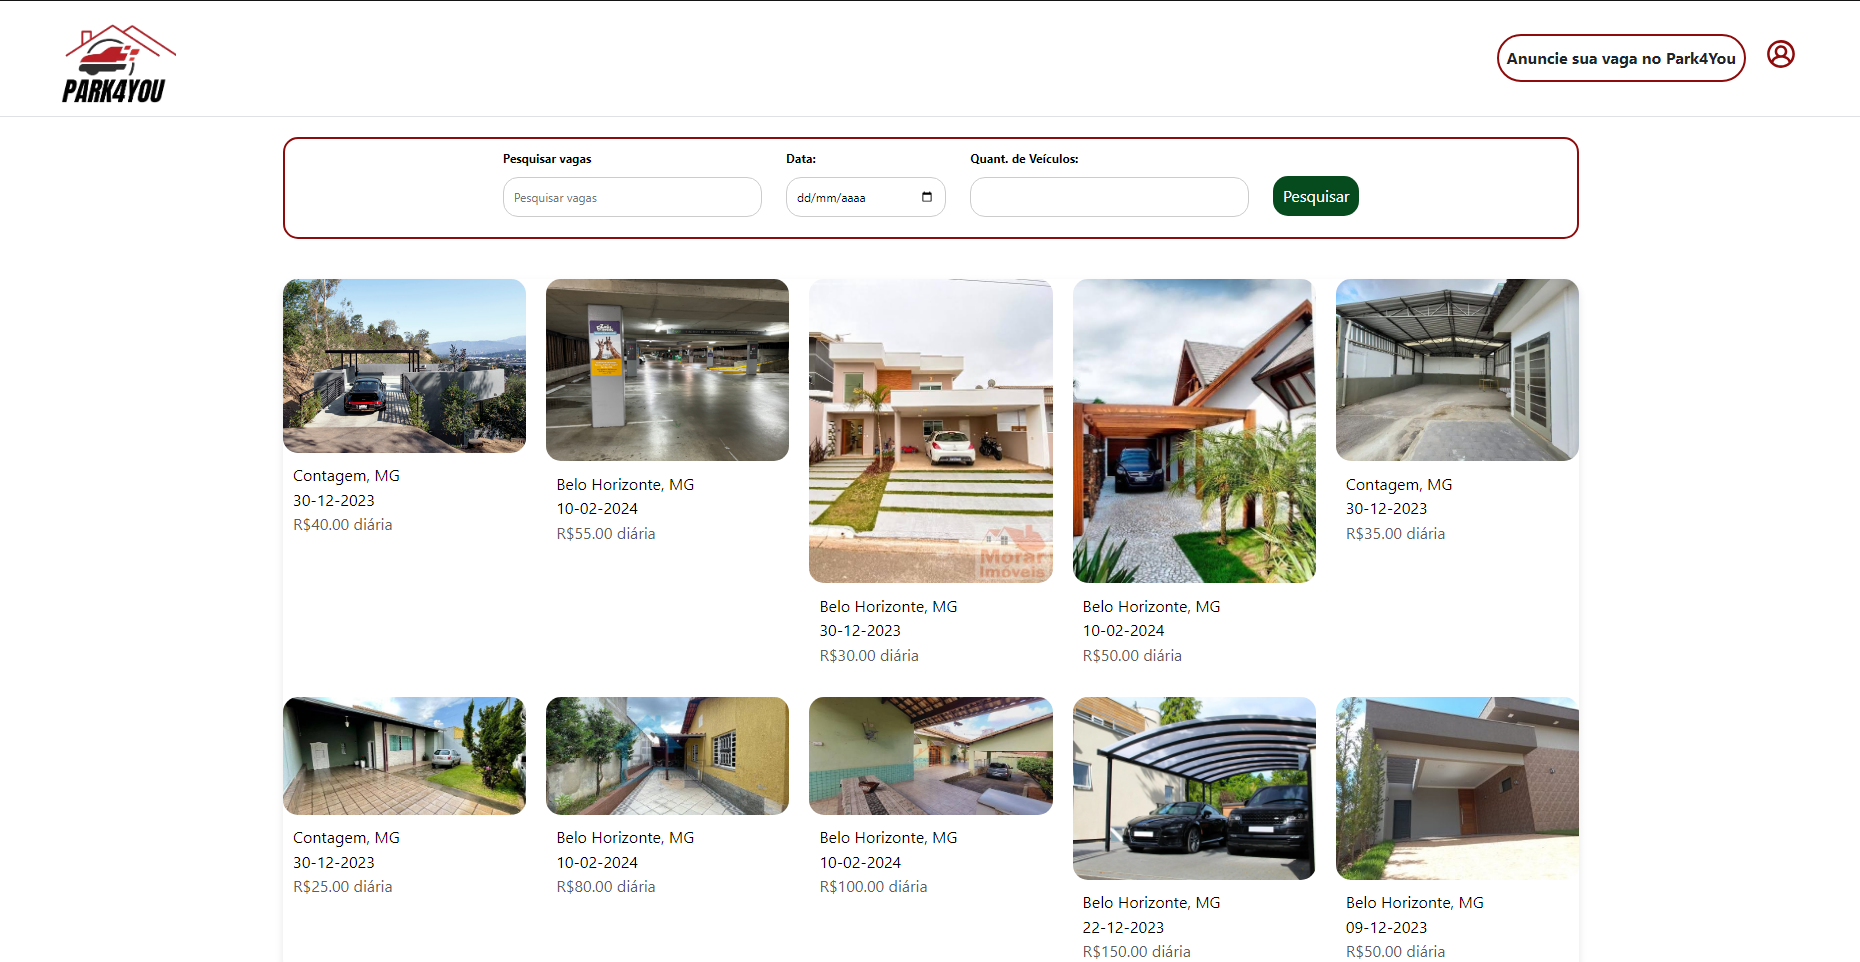 PARK4YOU
Anuncie sua vaga no Park4You
Pesquisar vagas
Data:
Quant. de Veículos:
Pesquisar vagas
dd/mm/aaaa
Pesquisar
Morar
Imoveis
Contagem, MG
30-12-2023
R$40.00 diária
Belo Horizonte, MG
10-02-2024
R$55.00 diária
Belo Horizonte, MG
30-12-2023
R$30.00 diária
Belo Horizonte, MG
10-02-2024
R$50.00 diária
Contagem, MG
30-12-2023
R$35.00 diária
Contagem, MG
30-12-2023
R$25.00 diária
Belo Horizonte, MG
10-02-2024
R$80.00 diária
Belo Horizonte, MG
10-02-2024
R$100.00 diária
Belo Horizonte, MG
22-12-2023
R$150.00 diária
Belo Horizonte, MG
09-12-2023
R$50.00 diária